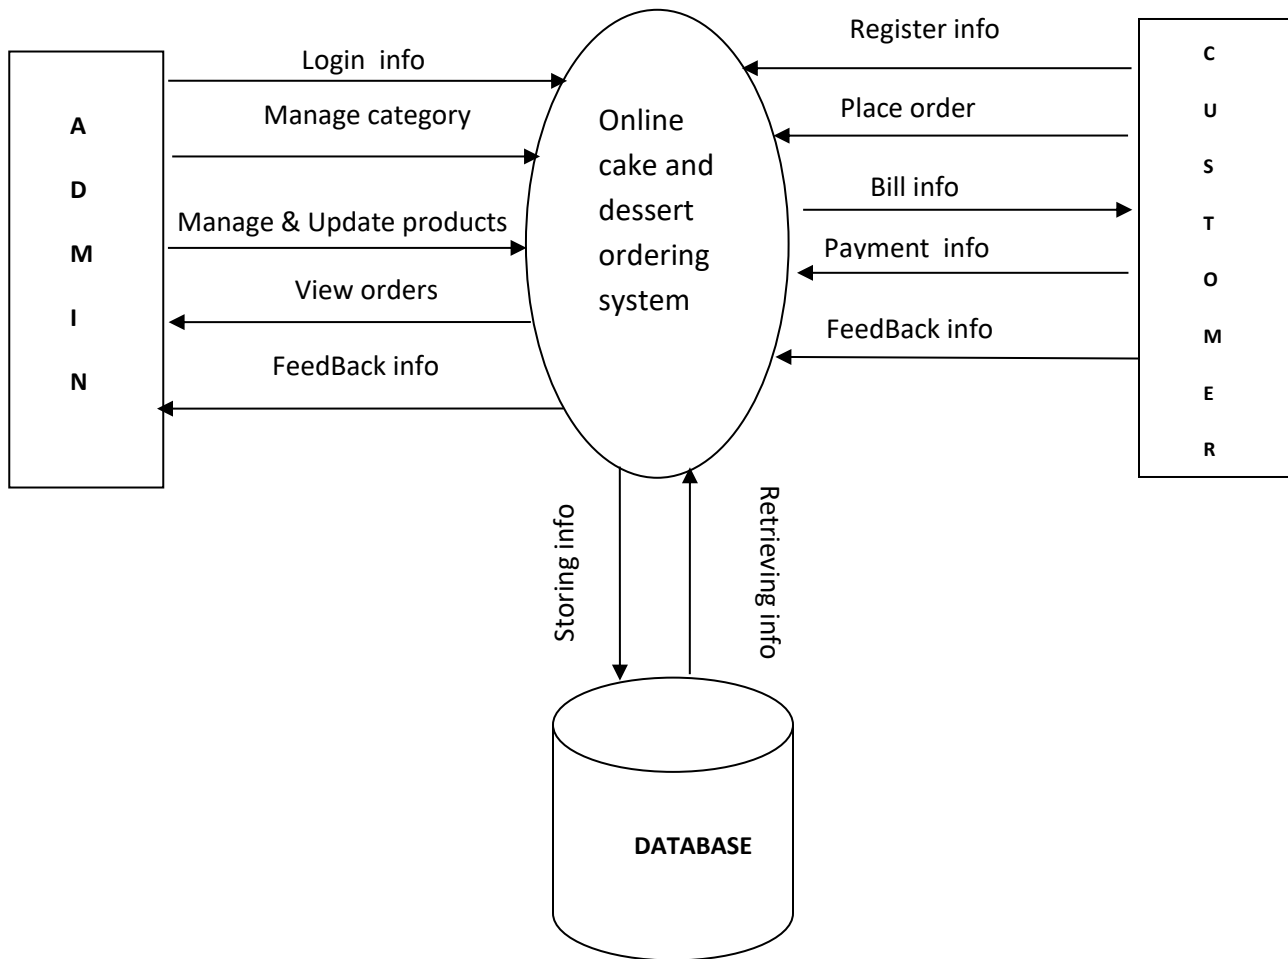 A
D
M
I
N
Login  info
Manage category
Manage & Update products
View orders
FeedBack info
Online
cake and
dessert
ordering
system
Register info
Place order
Bill info
Payment  info
FeedBack info
C
U
S
T
O
M
E
R
Storing info
Retrieving info
DATABASE